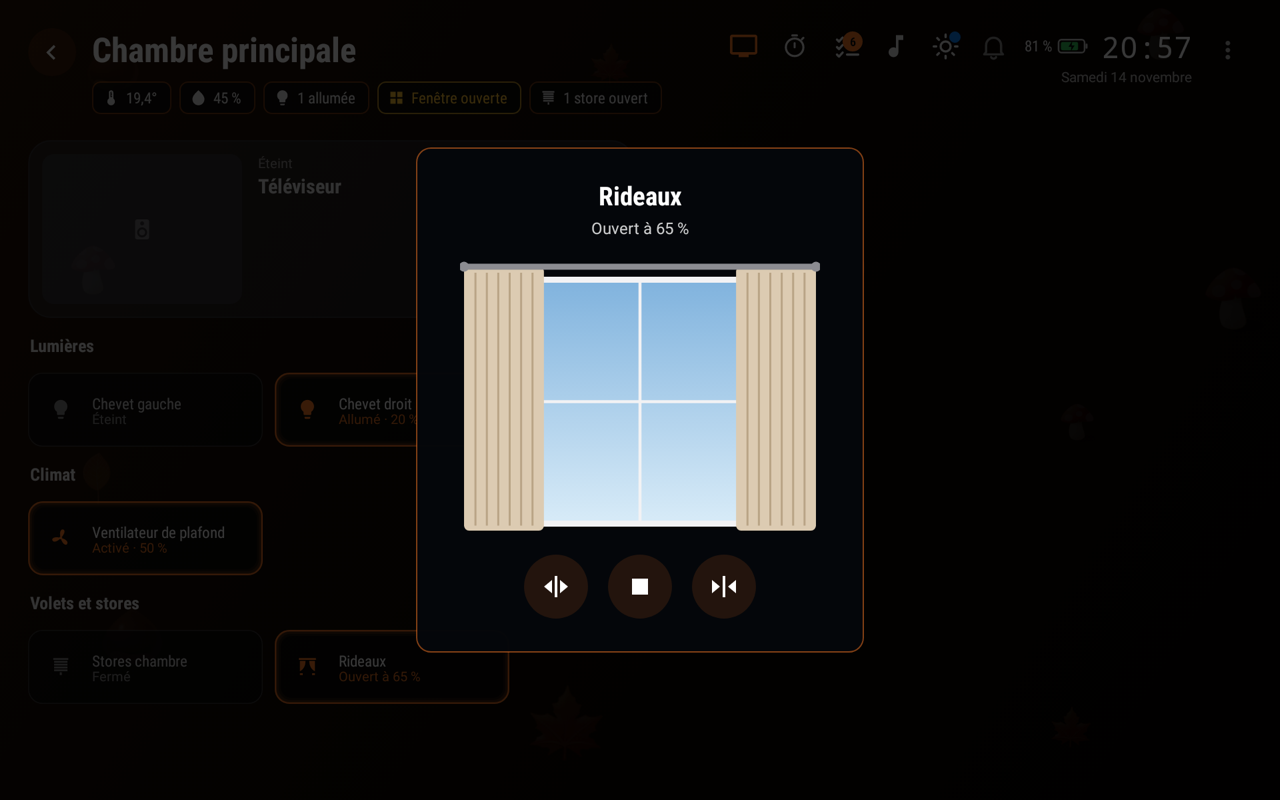 Chambre principale
6
81 %
20:57
Samedi 14 novembre
19,4°
45 %
1 allumée
Fenêtre ouverte
1 store ouvert
Éteint
Téléviseur
Rideaux
Ouvert à 65 %
Lumières
Chevet gauche
Éteint
Chevet droit
Allumé · 20 %
Climat
Ventilateur de plafond
Activé · 50 %
Volets et stores
Stores chambre
Fermé
Rideaux
Ouvert à 65 %